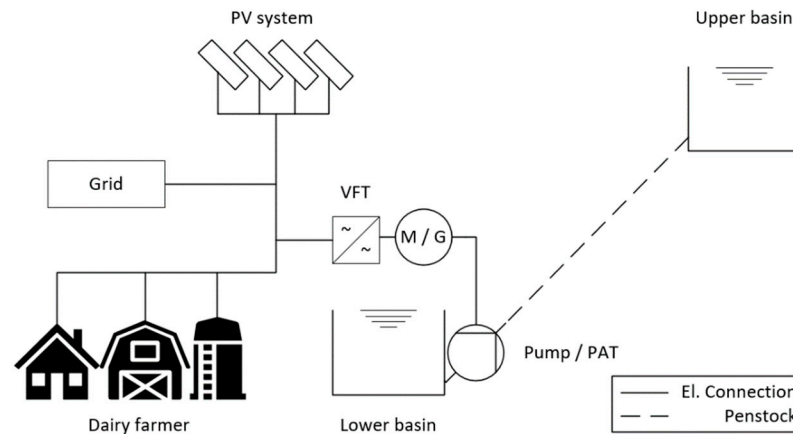 PV system
Upper basin
Grid
VFT
~
~
M / G
Pump / PAT
Dairy farmer
Lower basin
El. Connection
Penstock